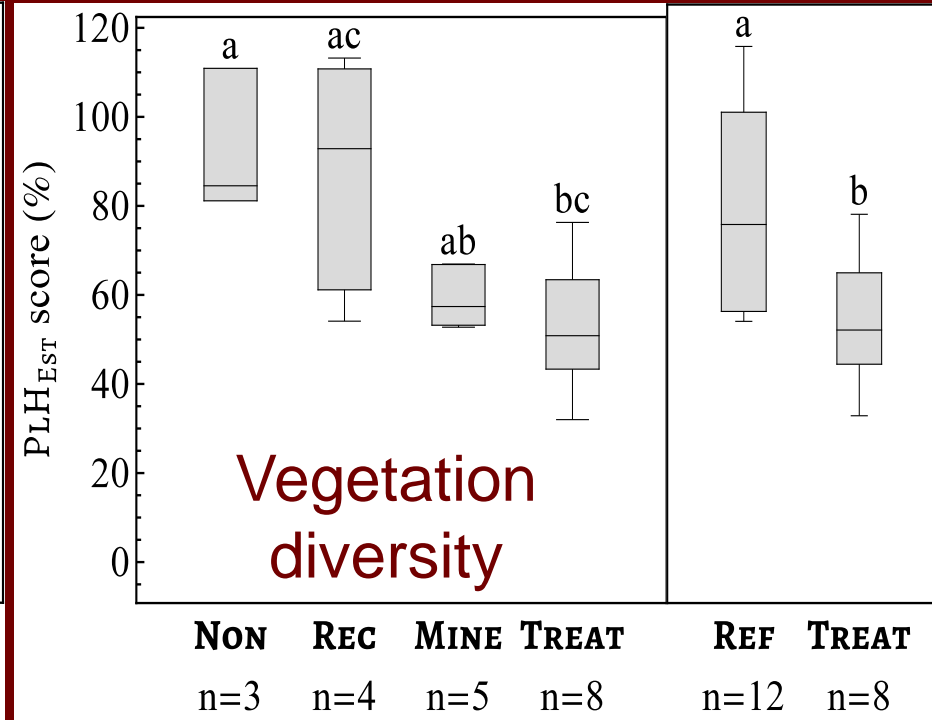 PLH_EST score (%)
120
100
80
60
40
20
0
a
ac
ab
bc
a
b
Vegetation
diversity
NON REC MINE TREAT REF TREAT
n=3 n=4 n=5 n=8 n=12 n=8